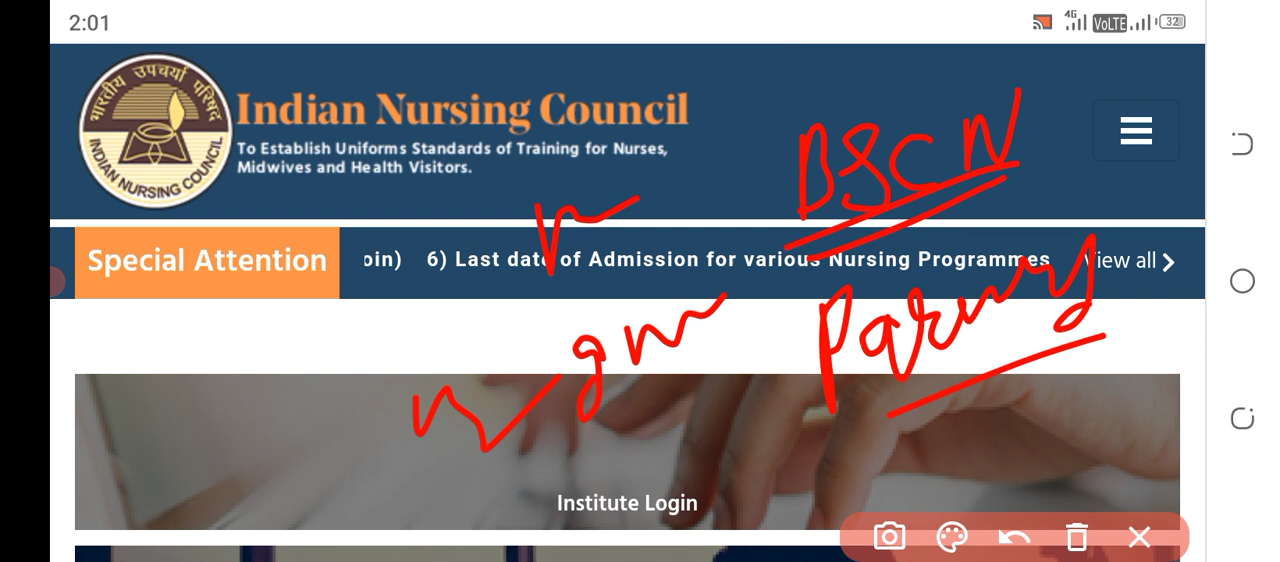 2:01
4G VoLTE 32
भारतीय उपचर्या परिषद
INDIAN NURSING COUNCIL
Indian Nursing Council
To Establish Uniforms Standards of Training for Nurses,
Midwives and Health Visitors.
BSC N
Special Attention
oin) 6) Last date of Admission for various Nursing Programmes
View all
Institute Login